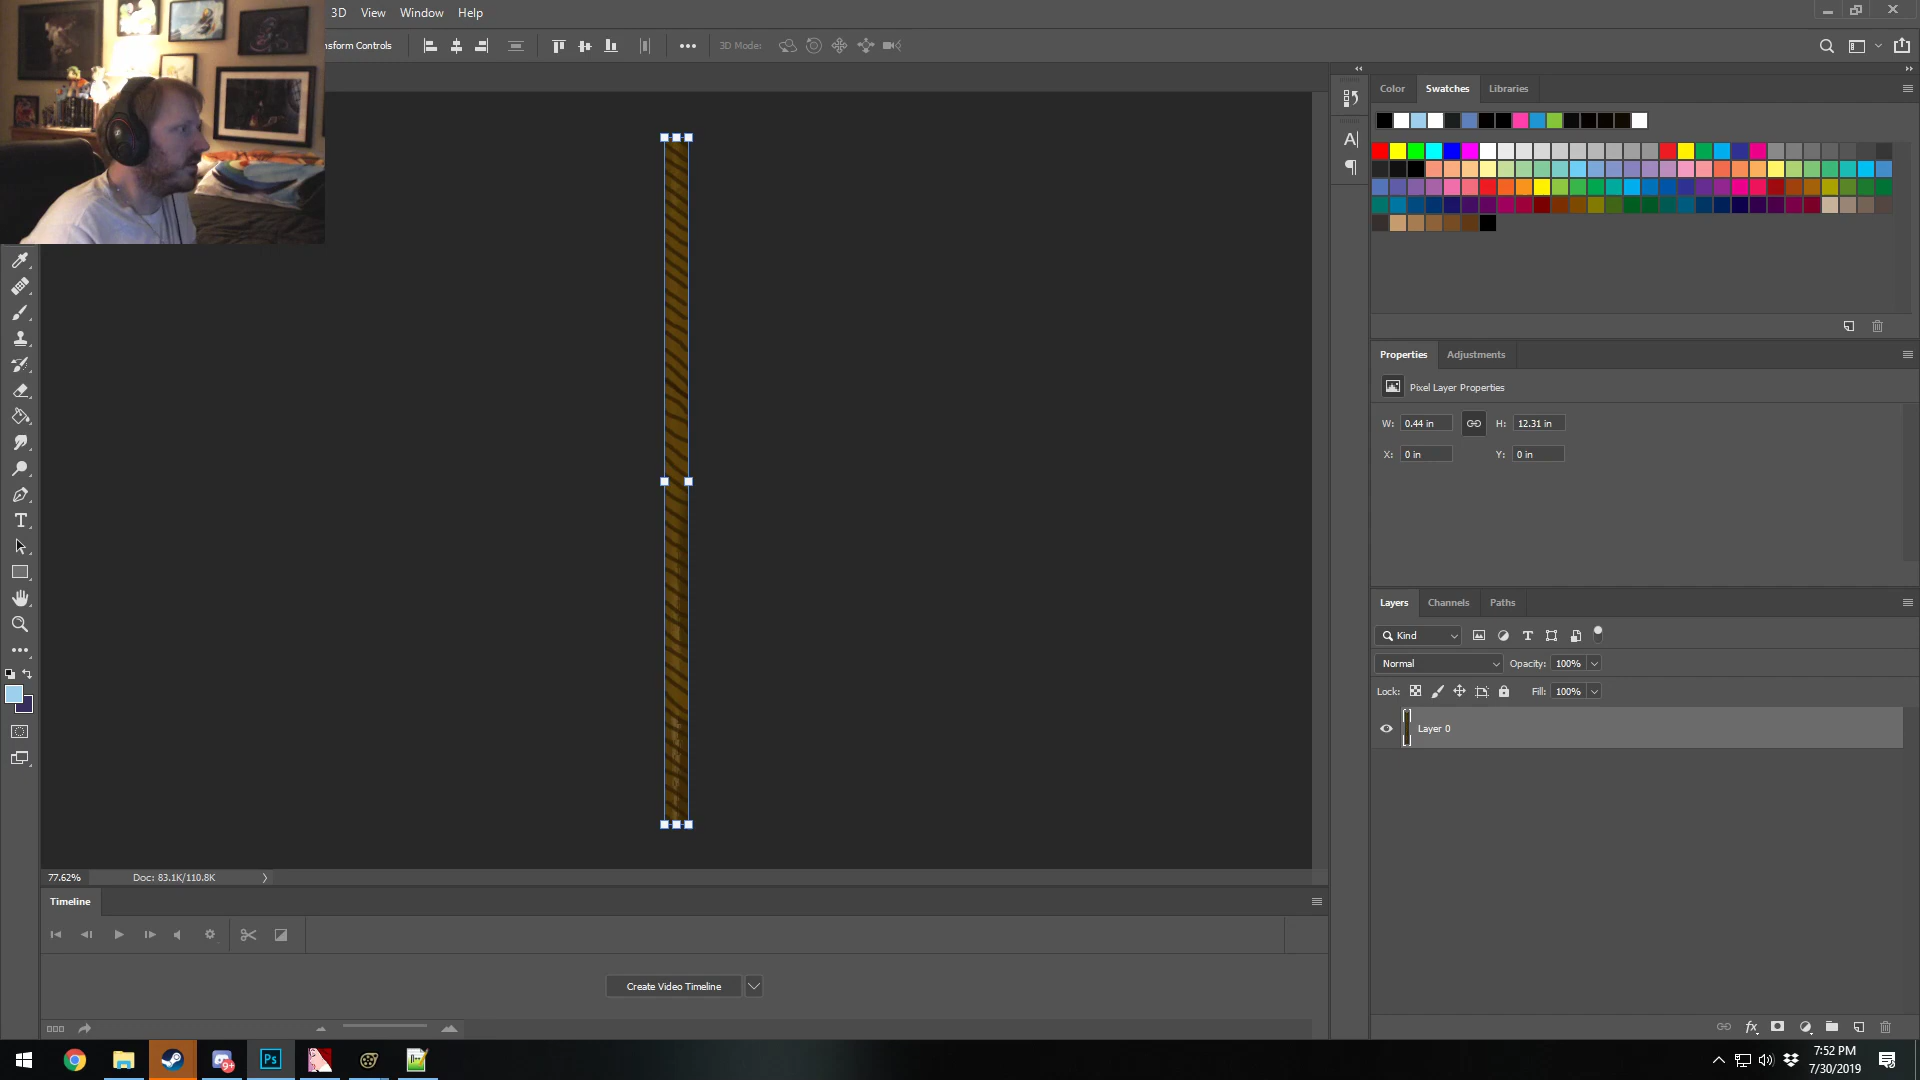 3D View Window Help
nsform Controls
3D Mode:
Color Swatches Libraries
Properties Adjustments
Pixel Layer Properties
W: 0.44 in H: 12.31 in
X: 0 in Y: 0 in
Layers Channels Paths
Kind
Normal Opacity: 100%
Lock: Fill: 100%
Layer 0
77.62% Doc: 83.1K/110.8K
Timeline
Create Video Timeline
Ps 9+
7:52 PM
7/30/2019